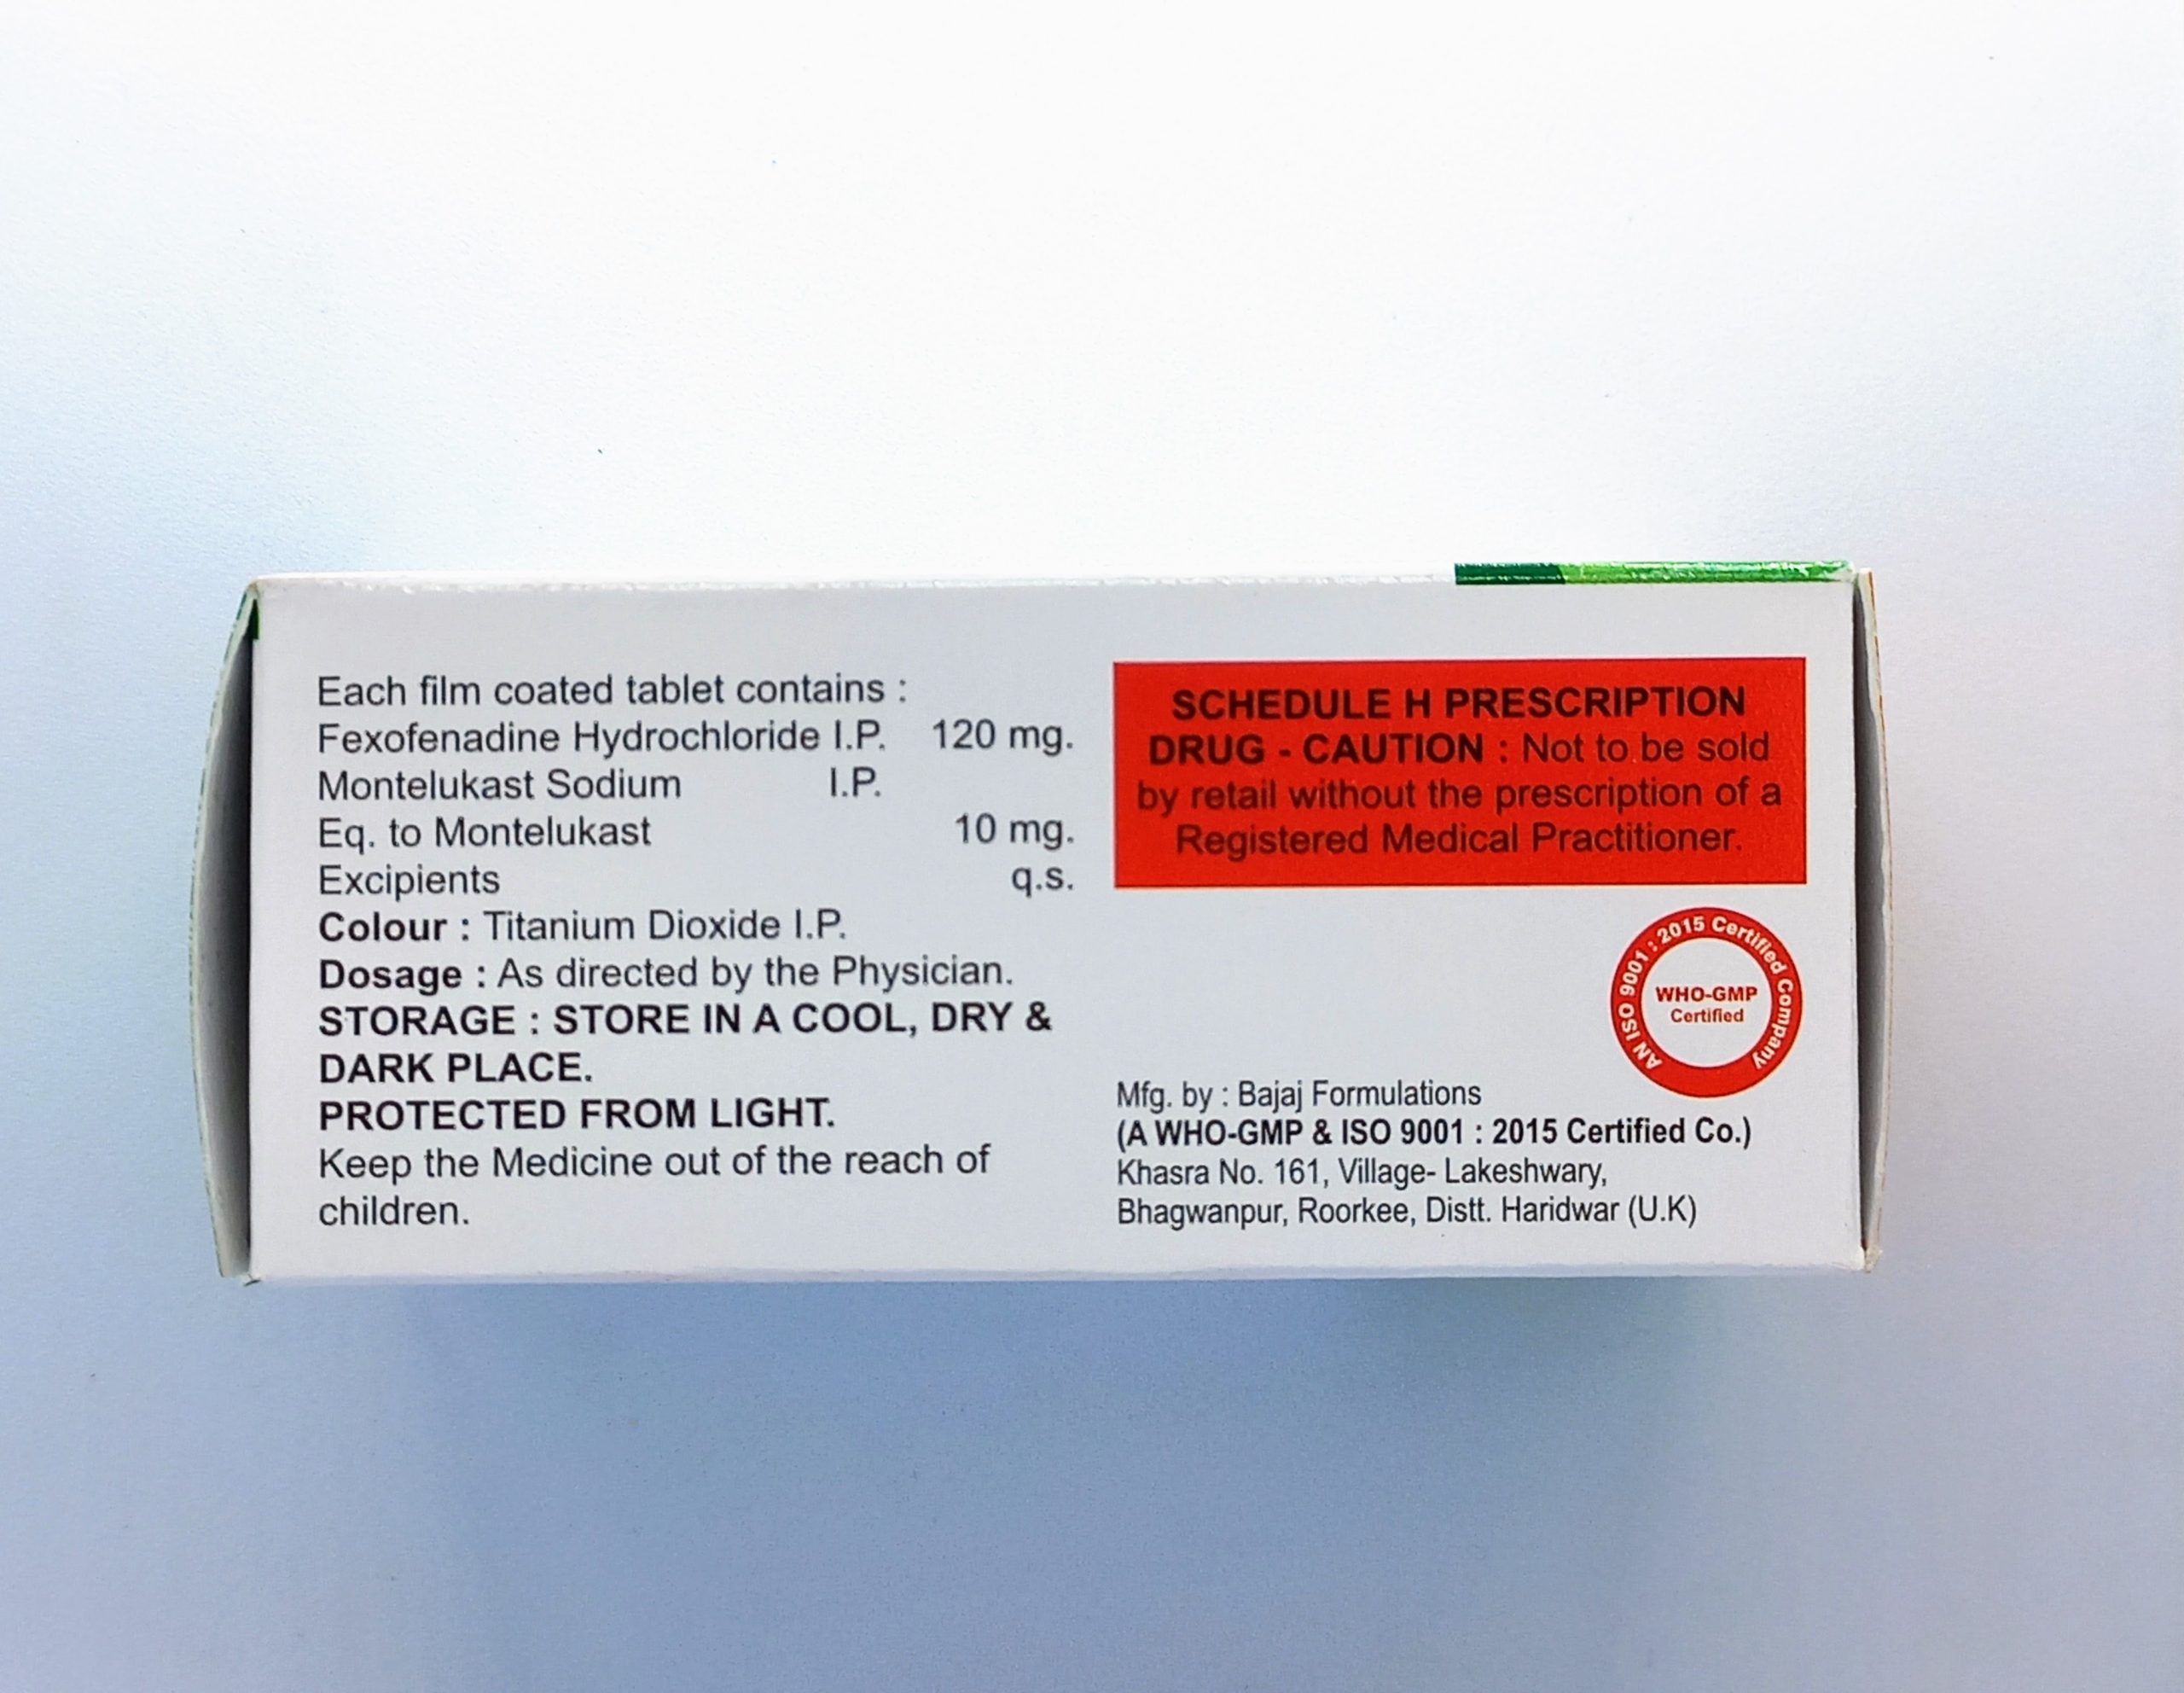 Each film coated tablet contains :
Fexofenadine Hydrochloride I.P. 120 mg.
Montelukast Sodium I.P.
Eq. to Montelukast 10 mg.
Excipients q.s.
Colour : Titanium Dioxide I.P.
Dosage : As directed by the Physician.
STORAGE : STORE IN A COOL, DRY &
DARK PLACE.
PROTECTED FROM LIGHT.
Keep the Medicine out of the reach of
children.
SCHEDULE H PRESCRIPTION
DRUG - CAUTION : Not to be sold
by retail without the prescription of a
Registered Medical Practitioner.
AN ISO 9001 : 2015 Certified Company
WHO-GMP
Certified
Mfg. by : Bajaj Formulations
(A WHO-GMP & ISO 9001 : 2015 Certified Co.)
Khasra No. 161, Village- Lakeshwary,
Bhagwanpur, Roorkee, Distt. Haridwar (U.K)